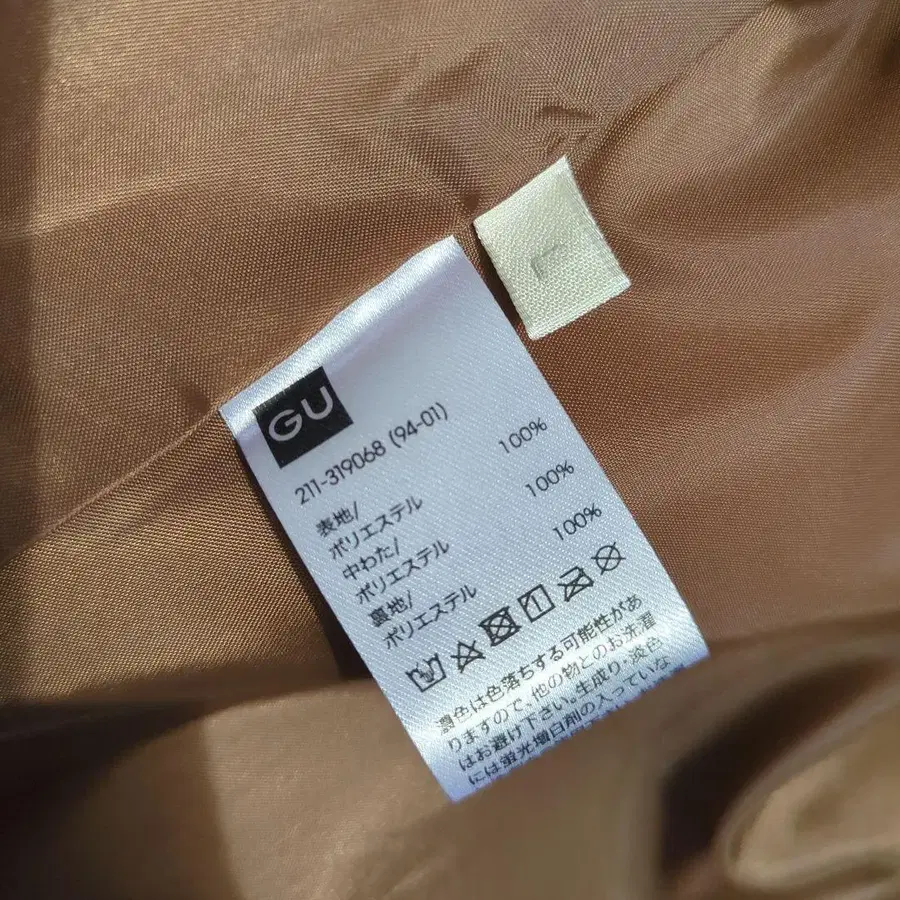 L
GU
211-319068 (94-01)
表地/
ポリエステル 100%
中わた/
ポリエステル 100%
裏地/
ポリエステル 100%
濃色は色落ちする可能性があ
りますので、他の物とのお洗濯
はお避け下さい。生成り・淡色
には蛍光増白剤の入っていな